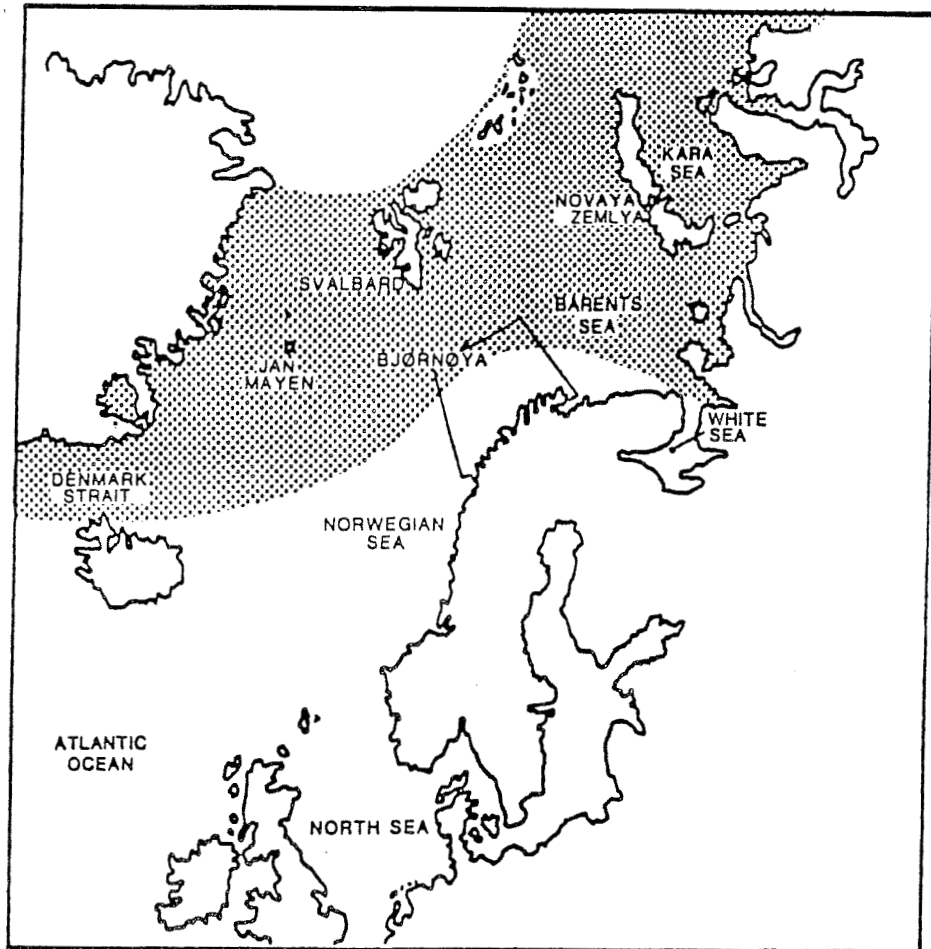 KARA
SEA
NOVAYA
ZEMLYA
SVALBARD
BARENTS
SEA
JAN
MAYEN
BJØRNØYA
WHITE
SEA
DENMARK
STRAIT
NORWEGIAN
SEA
ATLANTIC
OCEAN
NORTH SEA